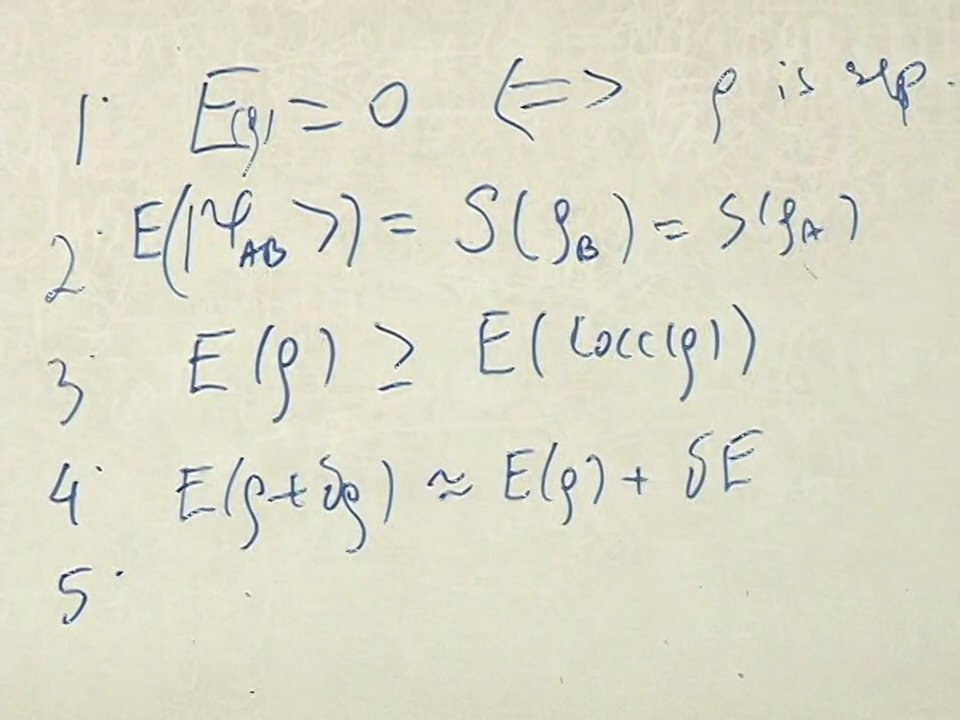 1. E(ρ) = 0 <=> ρ is sep.
2. E(|Ψ_AB >) = S(ρ_B) = S(ρ_A)
3. E(ρ) ≥ E(LOCC(ρ))
4. E(ρ+δρ) ≈ E(ρ) + δE
5.